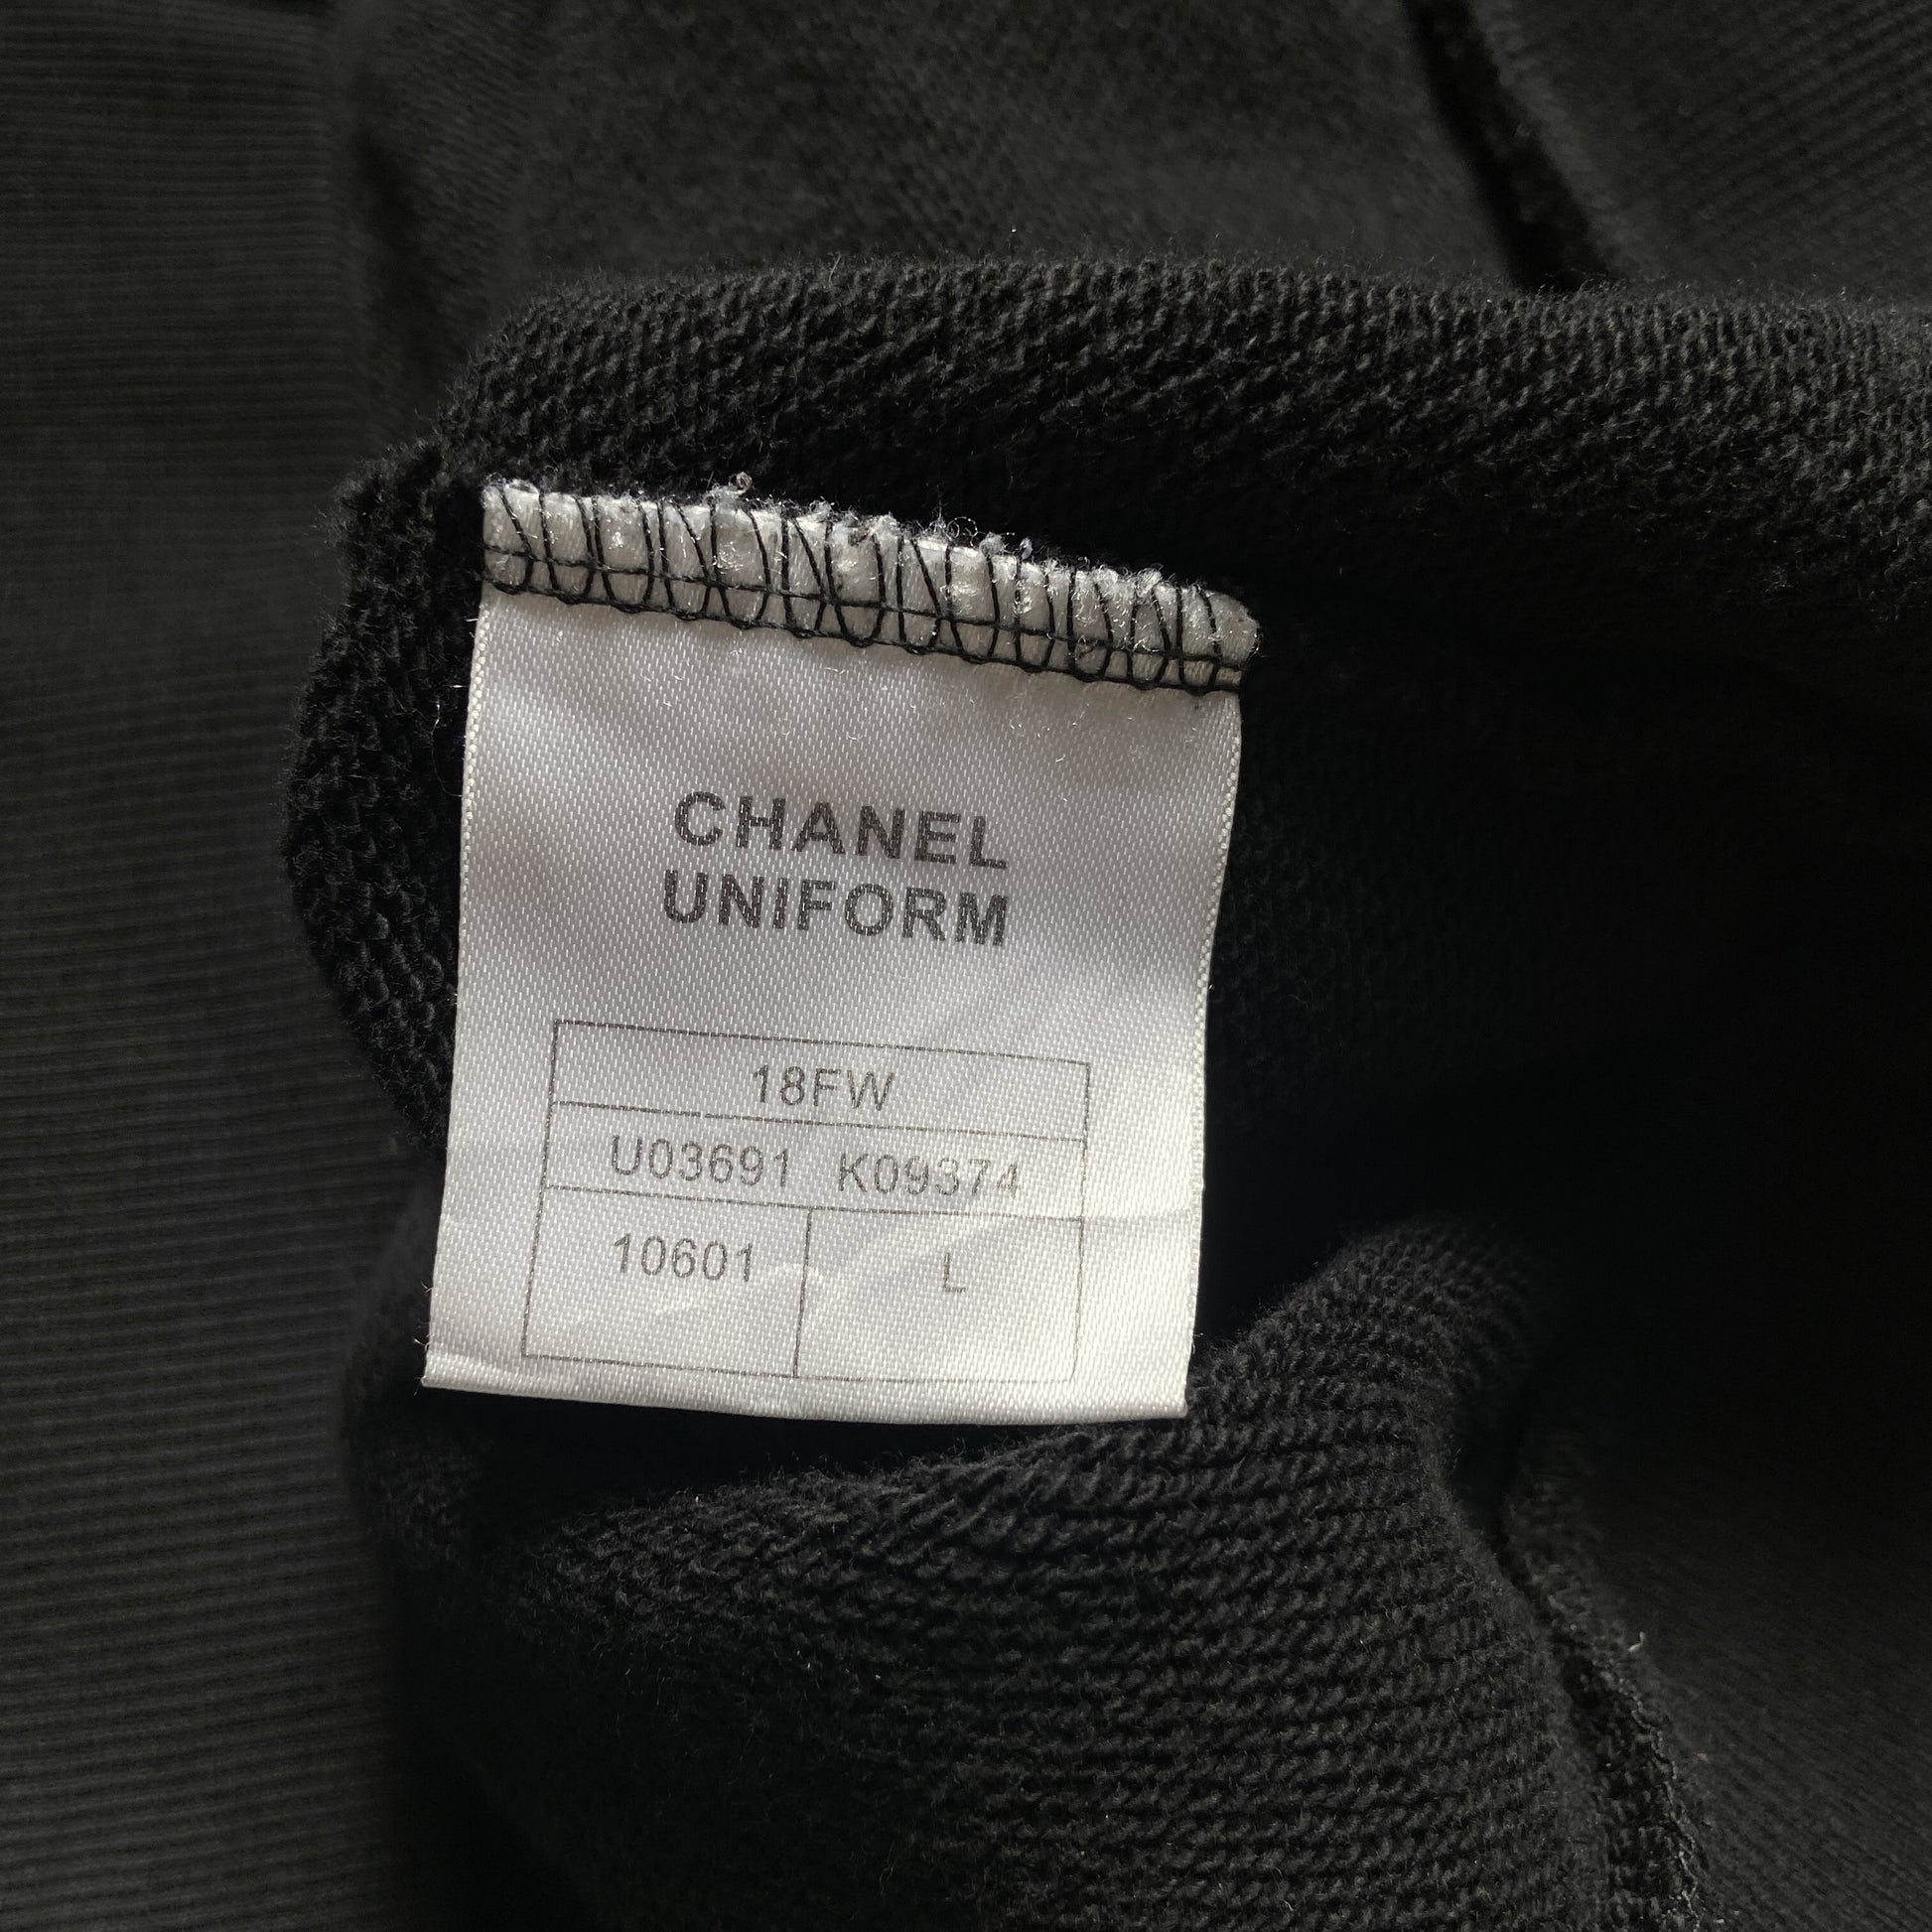 CHANEL
UNIFORM
18FW
U03691 K09374
10601 L